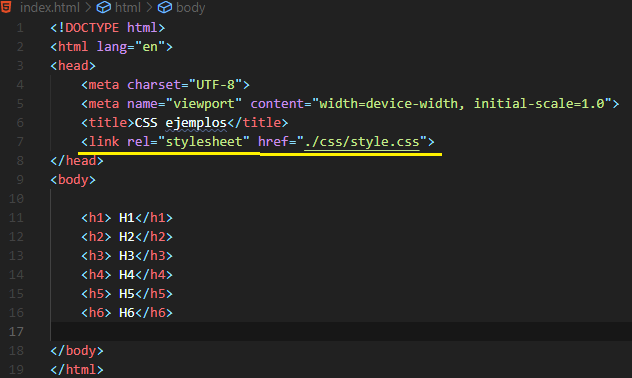 index.html > html > body
1 <!DOCTYPE html>
2 <html lang="en">
3 <head>
4 <meta charset="UTF-8">
5 <meta name="viewport" content="width=device-width, initial-scale=1.0">
6 <title>CSS ejemplos</title>
7 <link rel="stylesheet" href="./css/style.css">
8 </head>
9 <body>
10
11 <h1> H1</h1>
12 <h2> H2</h2>
13 <h3> H3</h3>
14 <h4> H4</h4>
15 <h5> H5</h5>
16 <h6> H6</h6>
17
18 </body>
19 </html>